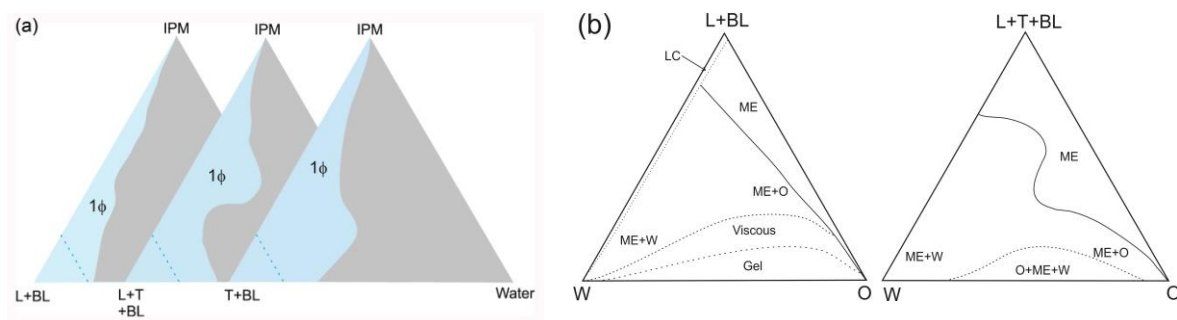 (a)
IPM IPM IPM
1ϕ 1ϕ 1ϕ
L+BL
L+T
+BL
T+BL
Water
(b)
L+BL
LC
ME
ME+O
ME+W
Viscous
Gel
W
O
L+T+BL
ME
ME+W
ME+O
O+ME+W
W
O